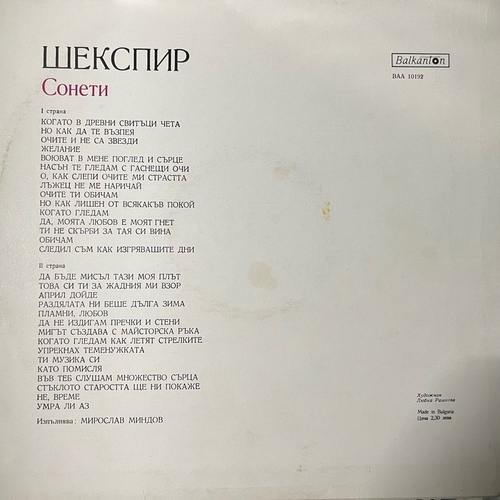 ШЕКСПИР
Сонети
I страна
КОГАТО В ДРЕВНИ СВИТЪЦИ ЧЕТА
НО КАК ДА ТЕ ВЪЗПЕЯ
ОЧИТЕ И НЕ СА ЗВЕЗДИ
ЖЕЛАНИЕ
ВОЮВАТ В МЕНЕ ПОГЛЕД И СЪРЦЕ
НАСЪН ТЕ ГЛЕДАМ С ГАСНЕЩИ ОЧИ
О, КАК СЛЕПИ ОЧИТЕ МИ СТРАСТТА
ЛЪЖЕЦ НЕ МЕ НАРИЧАЙ
ОЧИТЕ ТИ ОБИЧАМ
НО КАК ЛИШЕН ОТ ВСЯКАКЪВ ПОКОЙ
КОГАТО ГЛЕДАМ
ДА, МОЯТА ЛЮБОВ Е МОЯТ ГНЕТ
ТИ НЕ СКЪРБИ ЗА ТАЯ СИ ВИНА
ОБИЧАМ
СЛЕДИЛ СЪМ КАК ИЗГРЯВАЩИТЕ ДНИ
II страна
ДА БЪДЕ МИСЪЛ ТАЗИ МОЯ ПЛЪТ
ТОВА СИ ТИ ЗА ЖАДНИЯ МИ ВЗОР
АПРИЛ ДОЙДЕ
РАЗДЯЛАТА НИ БЕШЕ ДЪЛГА ЗИМА
ПЛАМНИ, ЛЮБОВ
ДА НЕ ИЗДИГАМ ПРЕЧКИ И СТЕНИ
МИГЪТ СЪЗДАВА С МАЙСТОРСКА РЪКА
КОГАТО ГЛЕДАМ КАК ЛЕТЯТ СТРЕЛКИТЕ
УПРЕКНАХ ТЕМЕНУЖКАТА
ТИ МУЗИКА СИ
КАТО ПОМИСЛЯ
ВЪВ ТЕБ СЛУШАМ МНОЖЕСТВО СЪРЦА
СТЪКЛОТО СТАРОСТТА ЩЕ НИ ПОКАЖЕ
НЕ, ВРЕМЕ
УМРА ЛИ АЗ
Изпълнява: МИРОСЛАВ МИНДОВ
Balkanton
ВАА 10192
Художник
Любка Рашкова
Made in Bulgaria
Цена 2,30 лева